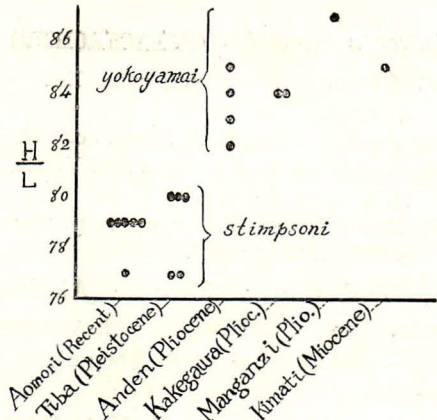 86
yokoyamai
84
H
L
82
80
stimpsoni
78
76
Aomori (Recent)
Tiba (Pleistocene)
Anden (Pliocene)
Kakegaura (Plioc.)
Manganzi (Plio.)
Kimati (Miocene)